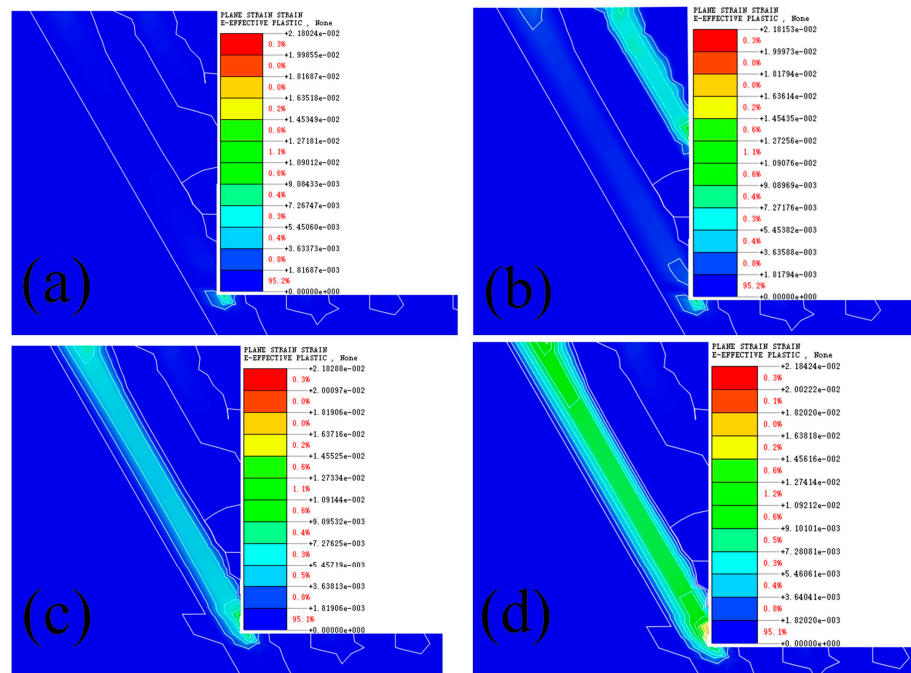 PLANE STRAIN STRAIN
E-EFFECTIVE PLASTIC , None
+2.18024e-002
0.3%
+1.99855e-002
0.0%
+1.81687e-002
0.0%
+1.63518e-002
0.2%
+1.45349e-002
0.6%
+1.27181e-002
1.1%
+1.09012e-002
0.6%
+9.08433e-003
0.4%
+7.26747e-003
0.3%
+5.45060e-003
0.4%
+3.63373e-003
0.8%
+1.81687e-003
95.2%
+0.00000e+000
(a)
PLANE STRAIN STRAIN
E-EFFECTIVE PLASTIC , None
+2.18153e-002
0.3%
+1.99973e-002
0.0%
+1.81794e-002
0.0%
+1.63614e-002
0.2%
+1.45435e-002
0.6%
+1.27256e-002
1.1%
+1.09076e-002
0.6%
+9.08969e-003
0.4%
+7.27176e-003
0.3%
+5.45382e-003
0.4%
+3.63588e-003
0.8%
+1.81794e-003
95.2%
+0.00000e+000
(b)
PLANE STRAIN STRAIN
E-EFFECTIVE PLASTIC , None
+2.18288e-002
0.3%
+2.00097e-002
0.0%
+1.81906e-002
0.0%
+1.63716e-002
0.2%
+1.45525e-002
0.6%
+1.27334e-002
1.1%
+1.09144e-002
0.6%
+9.09532e-003
0.4%
+7.27625e-003
0.3%
+5.45719e-003
0.5%
+3.63813e-003
0.8%
+1.81906e-003
95.1%
+0.00000e+000
(c)
PLANE STRAIN STRAIN
E-EFFECTIVE PLASTIC , None
+2.18424e-002
0.3%
+2.00222e-002
0.1%
+1.82020e-002
0.0%
+1.63818e-002
0.2%
+1.45616e-002
0.6%
+1.27414e-002
1.2%
+1.09212e-002
0.6%
+9.10101e-003
0.5%
+7.28081e-003
0.3%
+5.46061e-003
0.4%
+3.64041e-003
0.8%
+1.82020e-003
95.1%
+0.00000e+000
(d)